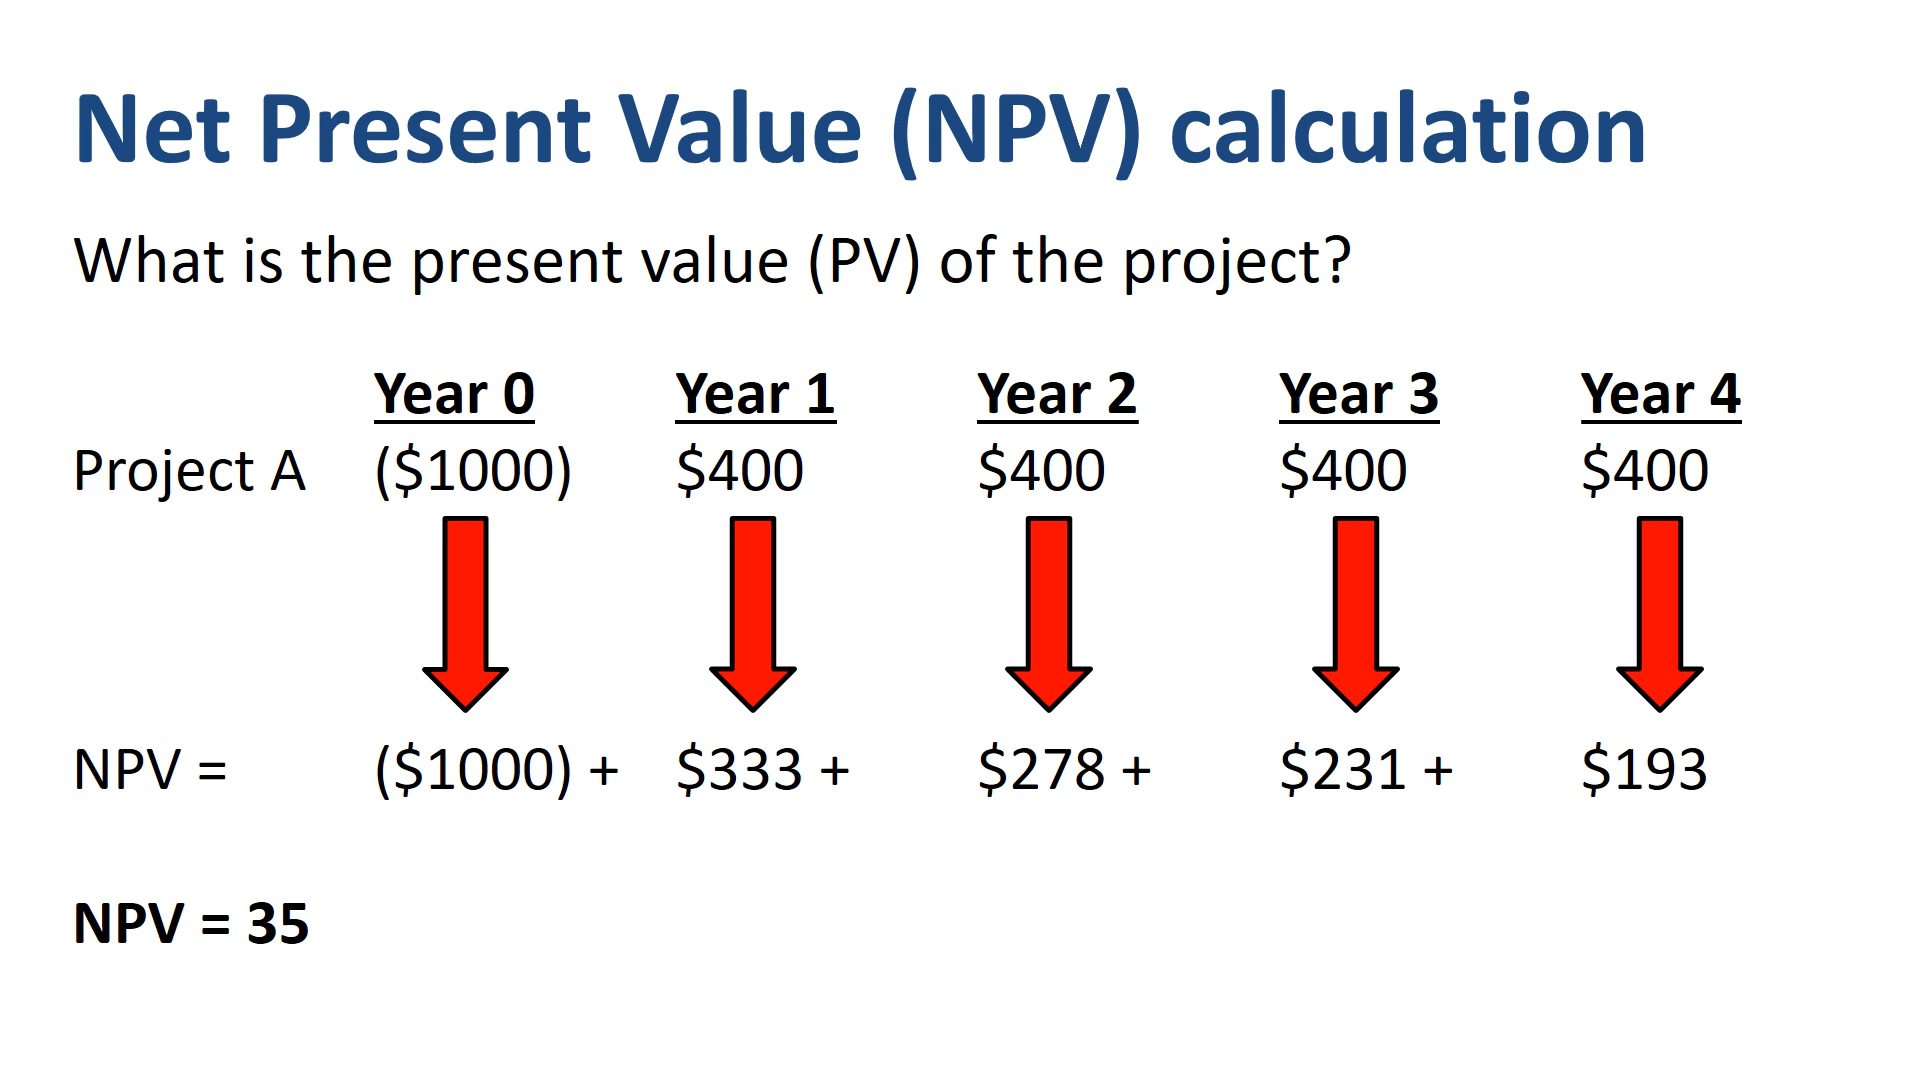 Net Present Value (NPV) calculation
What is the present value (PV) of the project?
Year 0 Year 1 Year 2 Year 3 Year 4
Project A ($1000) $400 $400 $400 $400
NPV = ($1000) + $333 + $278 + $231 + $193
NPV = 35